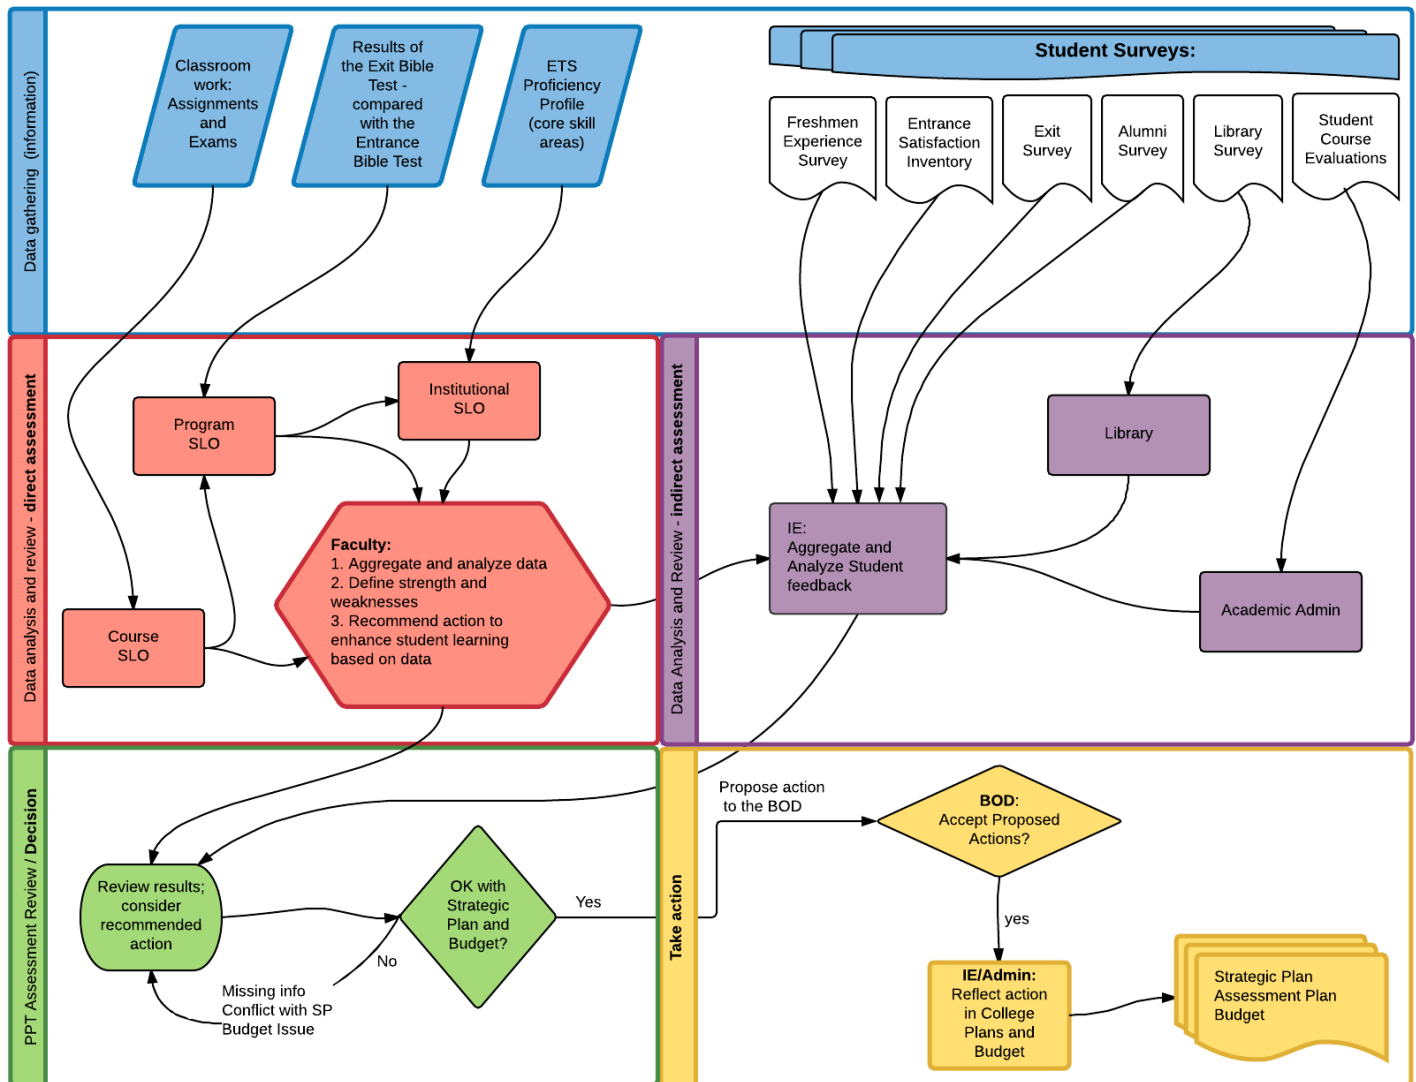 Data gathering  (information)
Classroom
work:
Assignments
and
Exams
Results of
the Exit Bible
Test -
compared
with the
Entrance
Bible Test
ETS
Proficiency
Profile
(core skill
areas)
Student Surveys:
Freshmen
Experience
Survey
Entrance
Satisfaction
Inventory
Exit
Survey
Alumni
Survey
Library
Survey
Student
Course
Evaluations
Data analysis and review - direct assessment
Institutional
SLO
Program
SLO
Course
SLO
Faculty:
1. Aggregate and analyze data
2. Define strength and
weaknesses
3. Recommend action to
enhance student learning
based on data
Data Analysis and Review - indirect assessment
Library
IE:
Aggregate and
Analyze Student
feedback
Academic Admin
PPT Assessment Review / Decision
Review results;
consider
recommended
action
OK with
Strategic
Plan and
Budget?
Yes
No
Missing info
Conflict with SP
Budget Issue
Take action
Propose action
to the BOD
BOD:
Accept Proposed
Actions?
yes
IE/Admin:
Reflect action
in College
Plans and
Budget
Strategic Plan
Assessment Plan
Budget